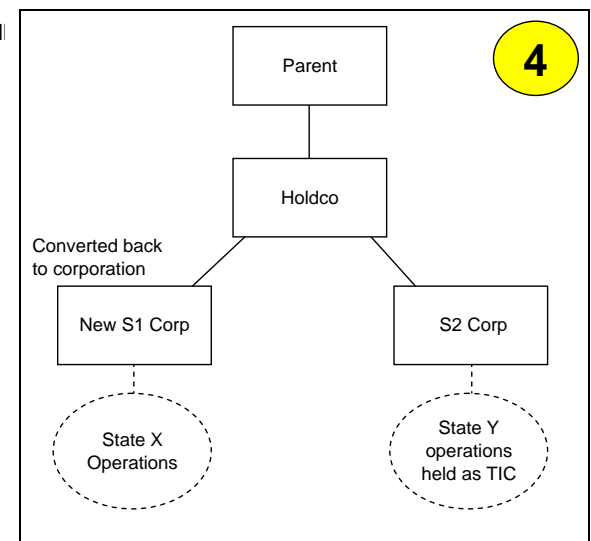 4
Parent
Holdco
Converted back
to corporation
New S1 Corp
S2 Corp
State X
Operations
State Y
operations
held as TIC